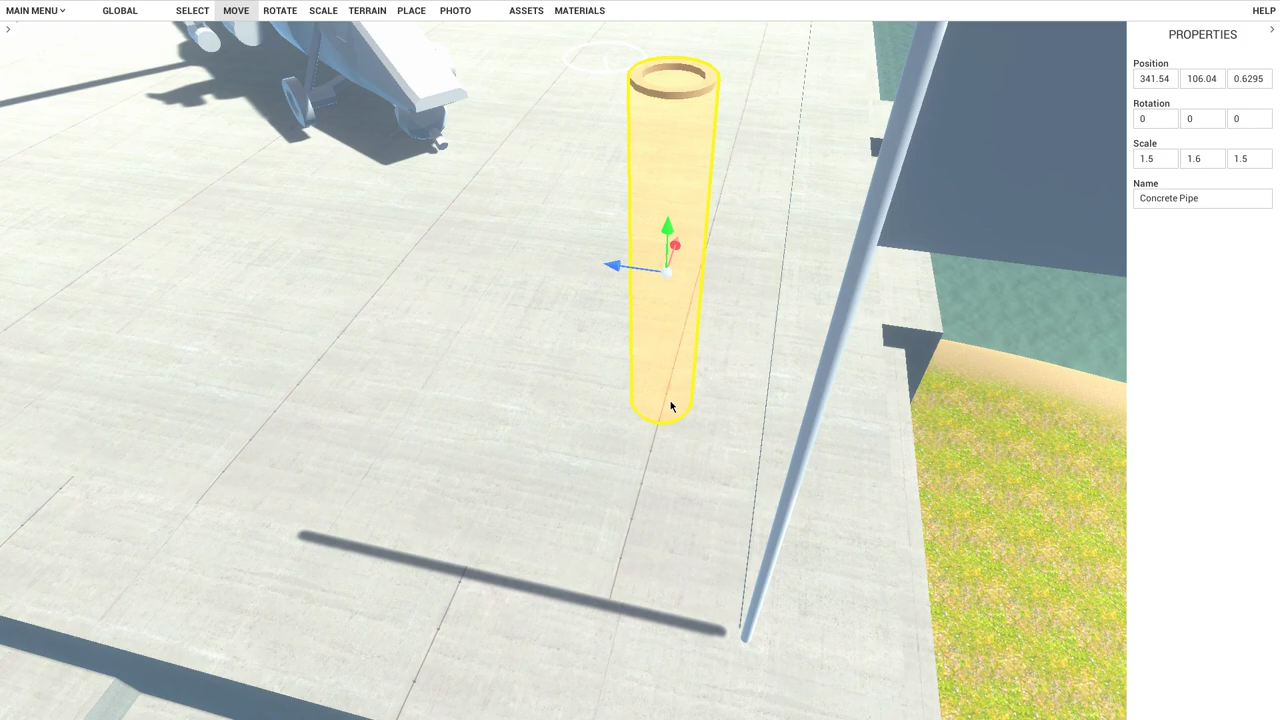 MAIN MENU GLOBAL SELECT MOVE ROTATE SCALE TERRAIN PLACE PHOTO ASSETS MATERIALS HELP
PROPERTIES
Position
341.54 106.04 0.6295
Rotation
0 0 0
Scale
1.5 1.6 1.5
Name
Concrete Pipe